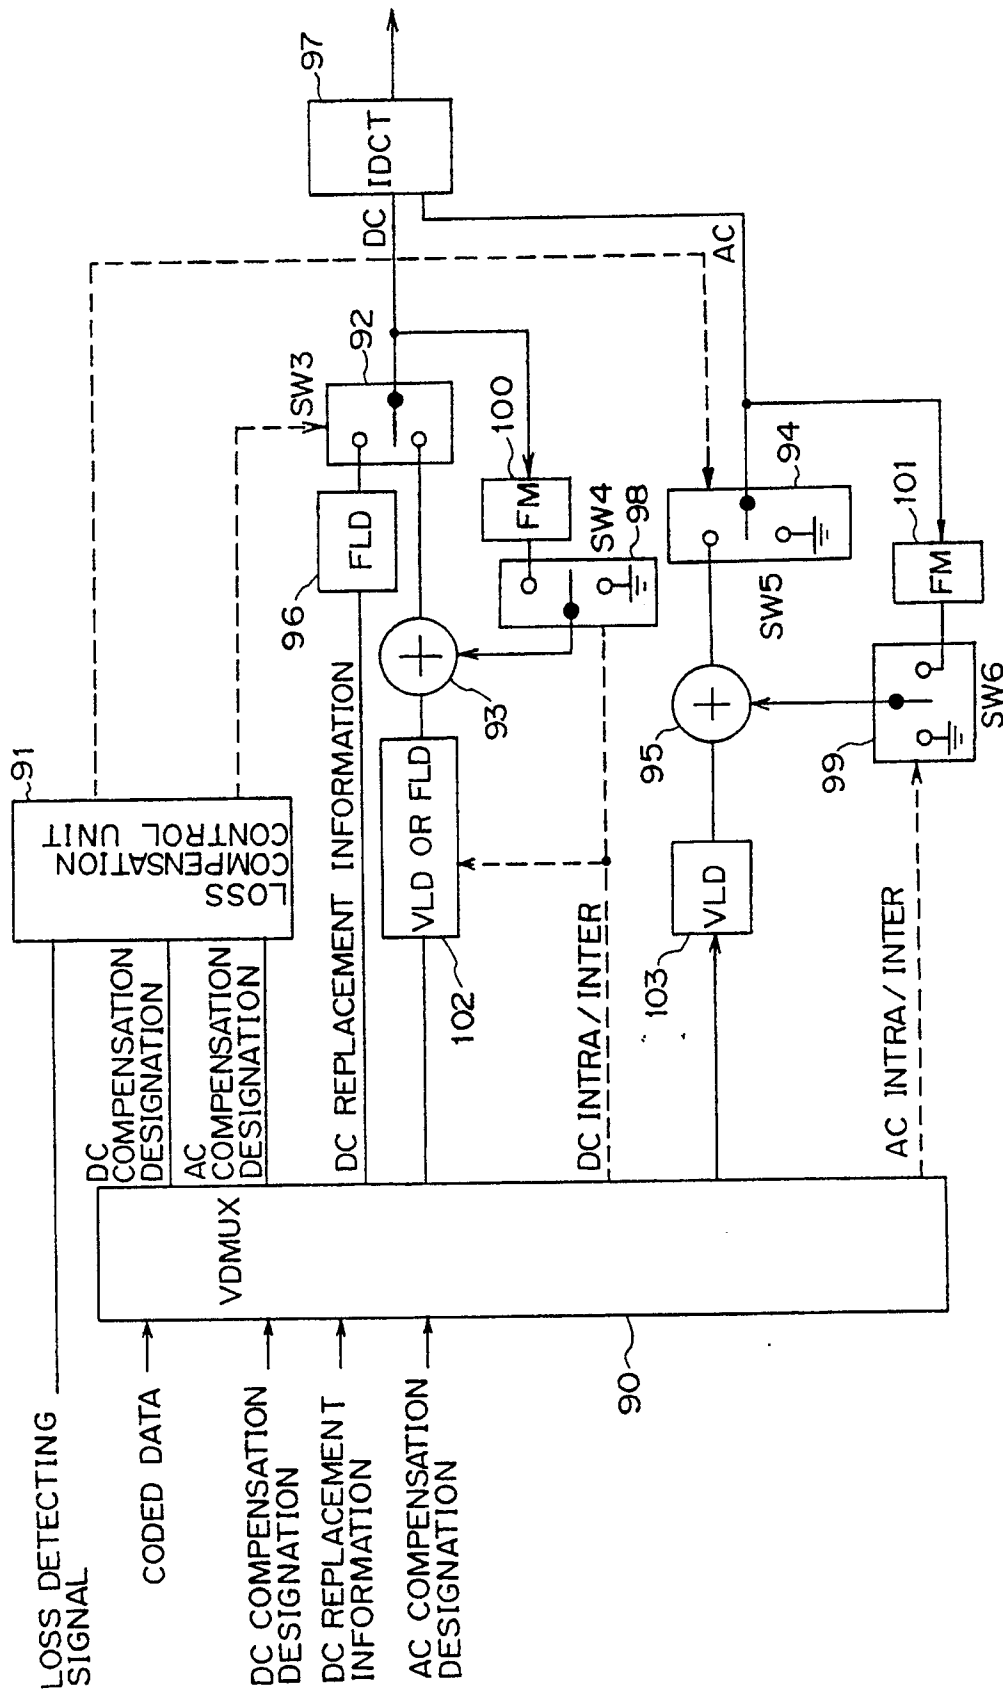 LOSS DETECTING
SIGNAL
CODED DATA
DC COMPENSATION
DESIGNATION
DC REPLACEMENT
INFORMATION
AC COMPENSATION
DESIGNATION
90
VDMUX
DC
COMPENSATION
DESIGNATION
AC
COMPENSATION
DESIGNATION
91
LOSS
COMPENSATION
CONTROL UNIT
DC REPLACEMENT INFORMATION
96
FLD
SW3
92
102
VLD OR FLD
93
DC INTRA/INTER
SW4
98
100
FM
DC
IDCT
97
103
VLD
95
SW5
94
AC
AC INTRA/INTER
99
SW6
101
FM